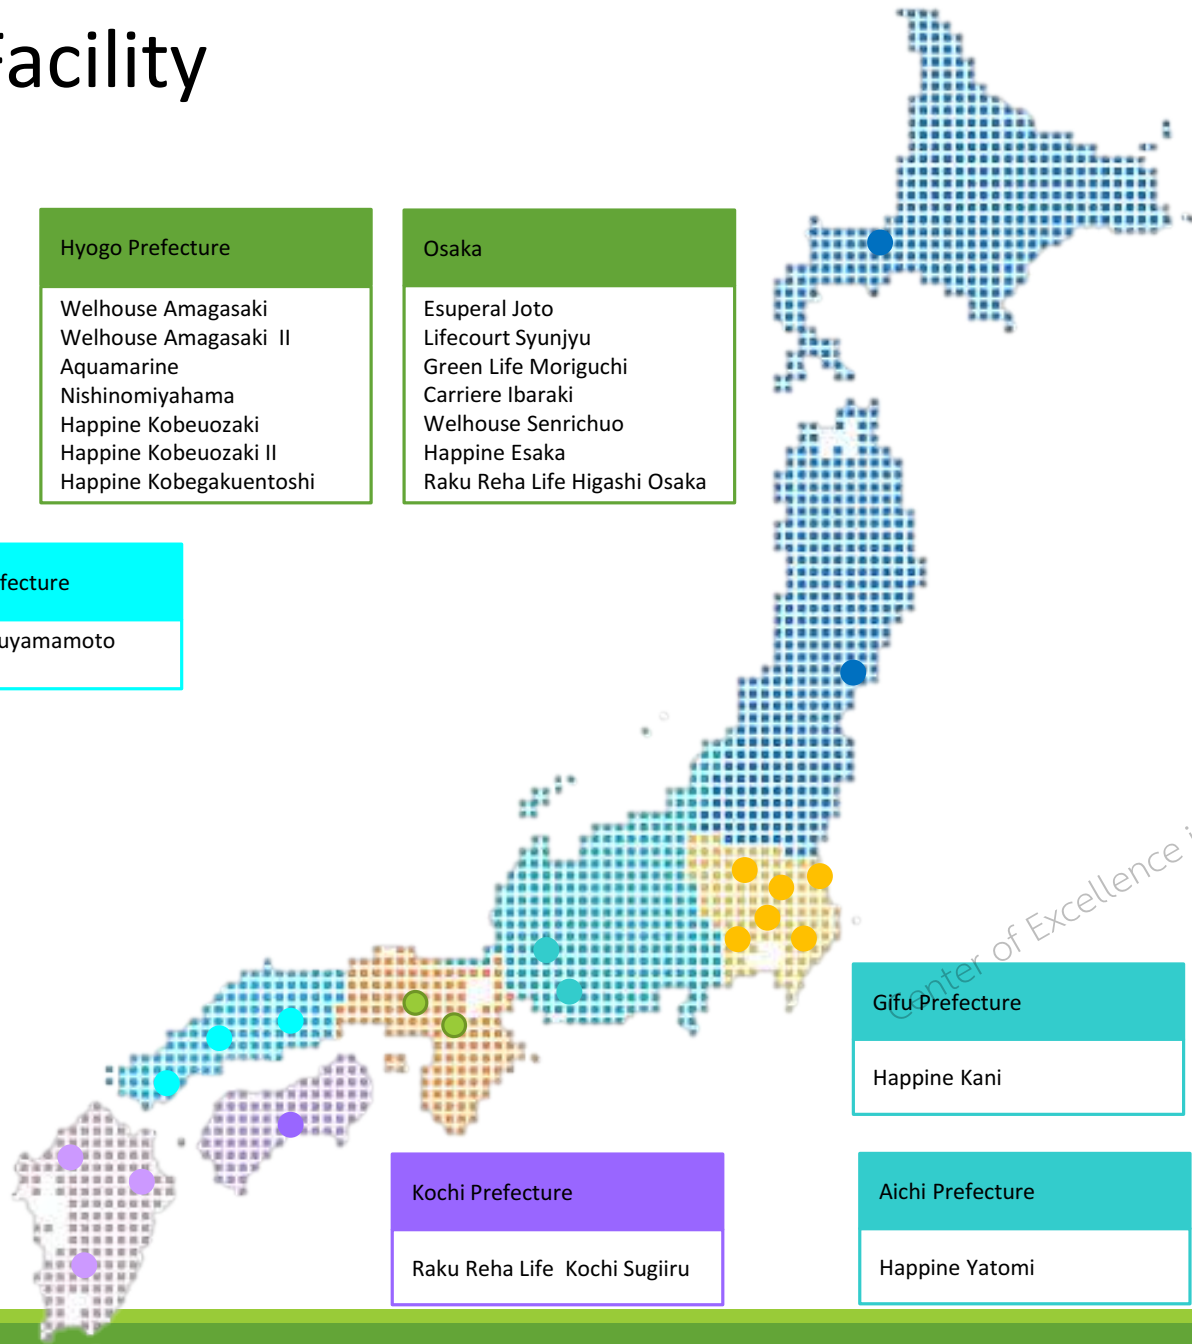 Facility
Hyogo Prefecture
Welhouse Amagasaki
Welhouse Amagasaki II
Aquamarine
Nishinomiyahama
Happine Kobeuozaki
Happine Kobeuozaki II
Happine Kobegakuentoshi
Osaka
Esuperal Joto
Lifecourt Syunjyu
Green Life Moriguchi
Carriere Ibaraki
Welhouse Senrichuo
Happine Esaka
Raku Reha Life Higashi Osaka
fecture
uyamamoto
Center of Excellence i
Gifu Prefecture
Happine Kani
Kochi Prefecture
Raku Reha Life Kochi Sugiiru
Aichi Prefecture
Happine Yatomi